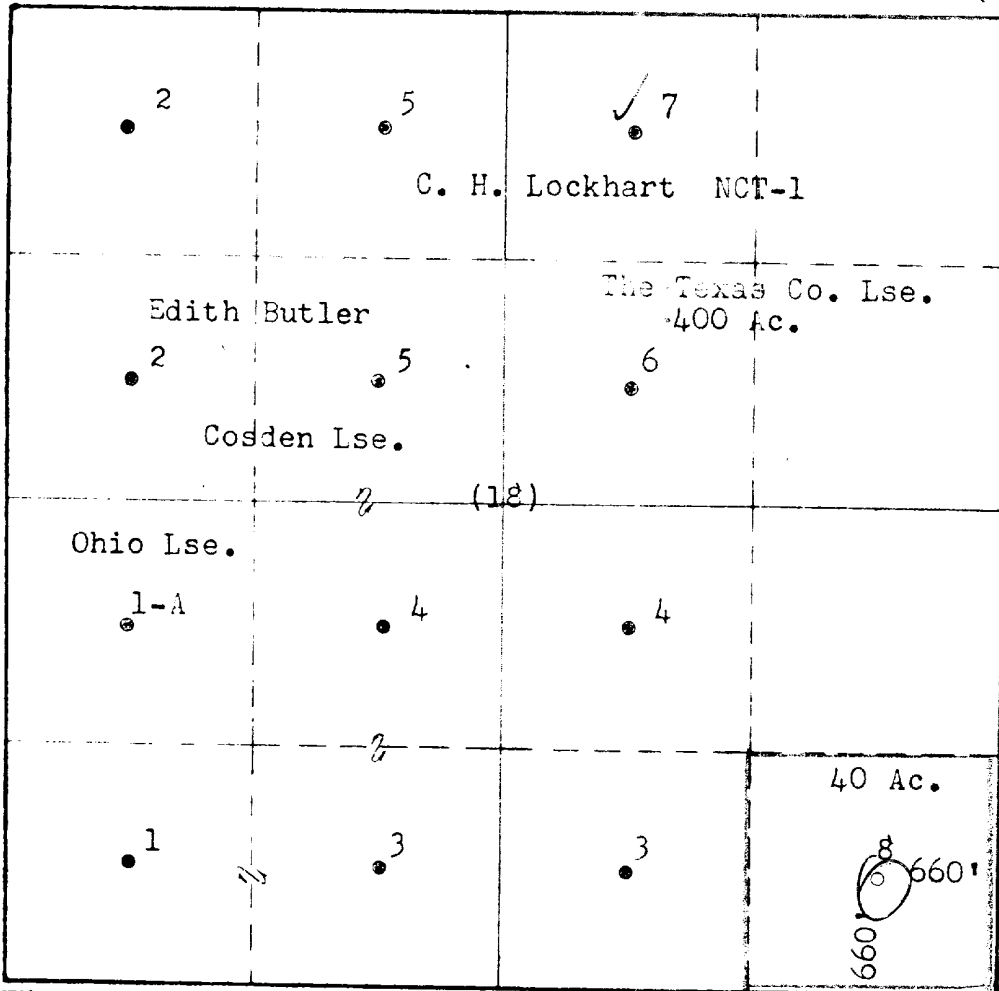 2 5 7
C. H. Lockhart NCT-1
The Texas Co. Lse.
400 Ac.
Edith Butler
2 5 6
Cosden Lse.
(18)
Ohio Lse.
1-A 4 4
40 Ac.
1 3 3 8 660'
660'